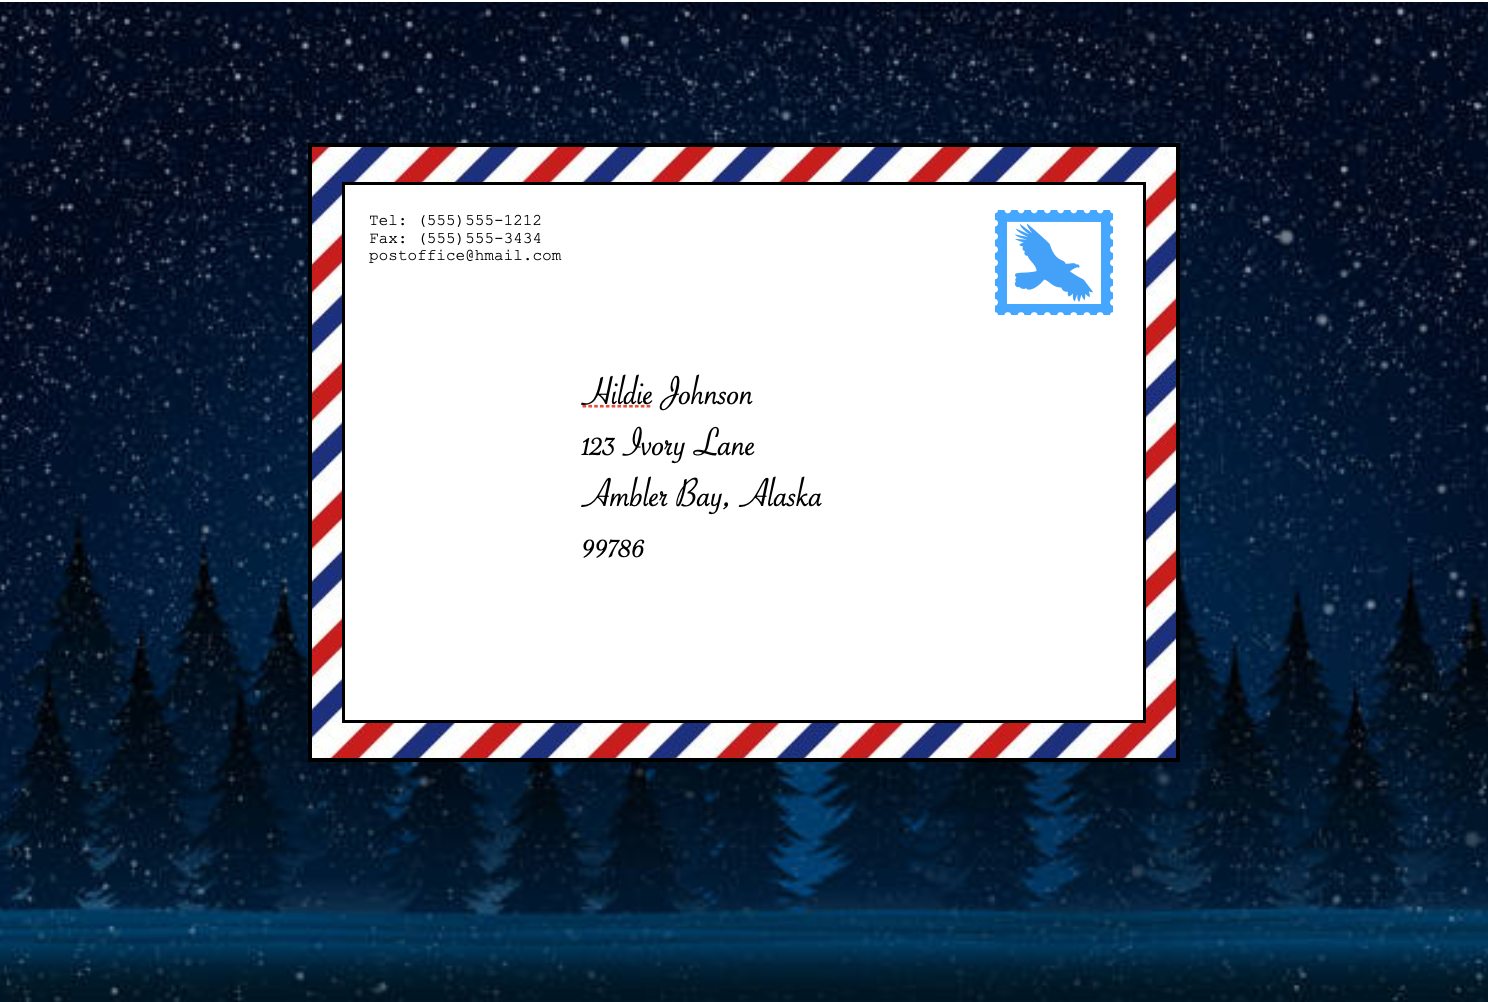 Tel: (555)555-1212
Fax: (555)555-3434
postoffice@hmail.com
Hildie Johnson
123 Ivory Lane
Ambler Bay, Alaska
99786